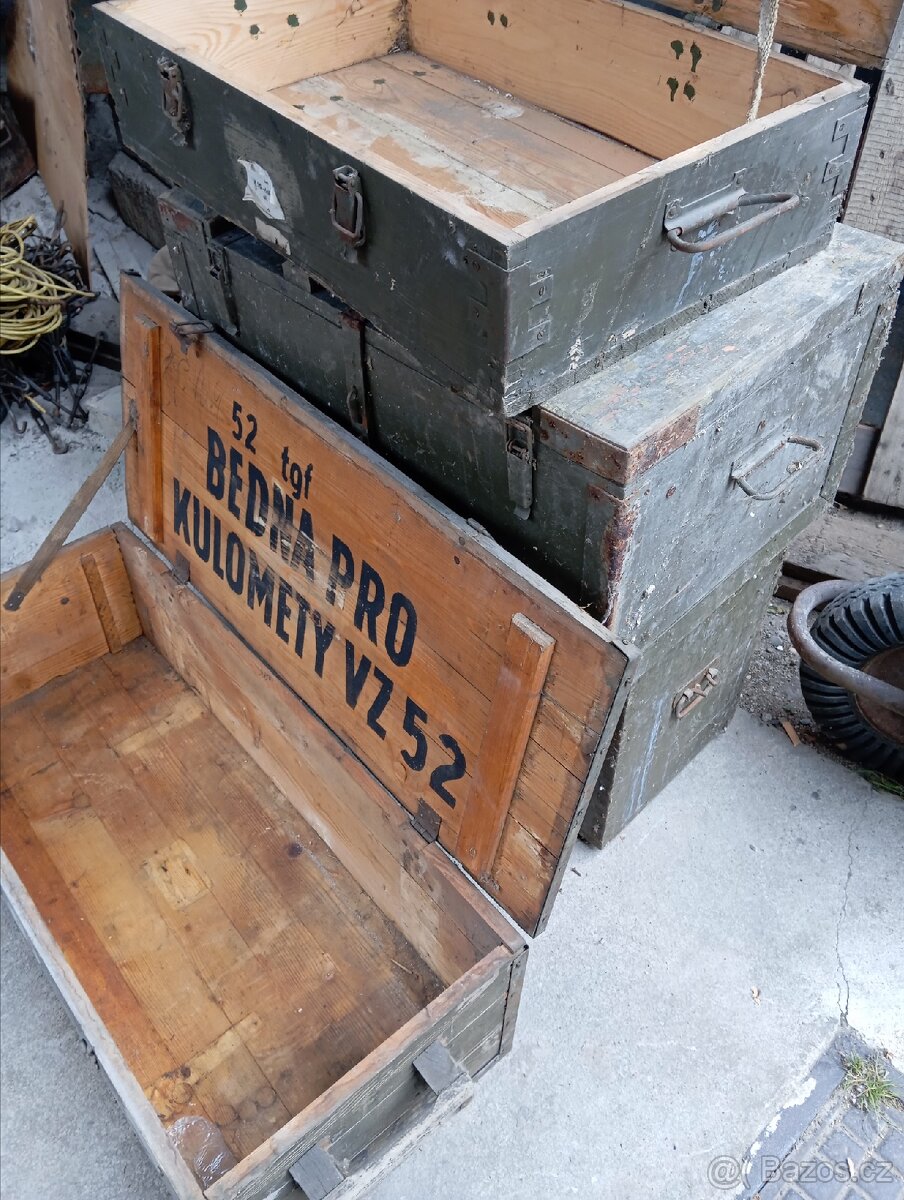 52 tgf
BEDNA PRO
KULOMETY VZ 52
Bazos.cz